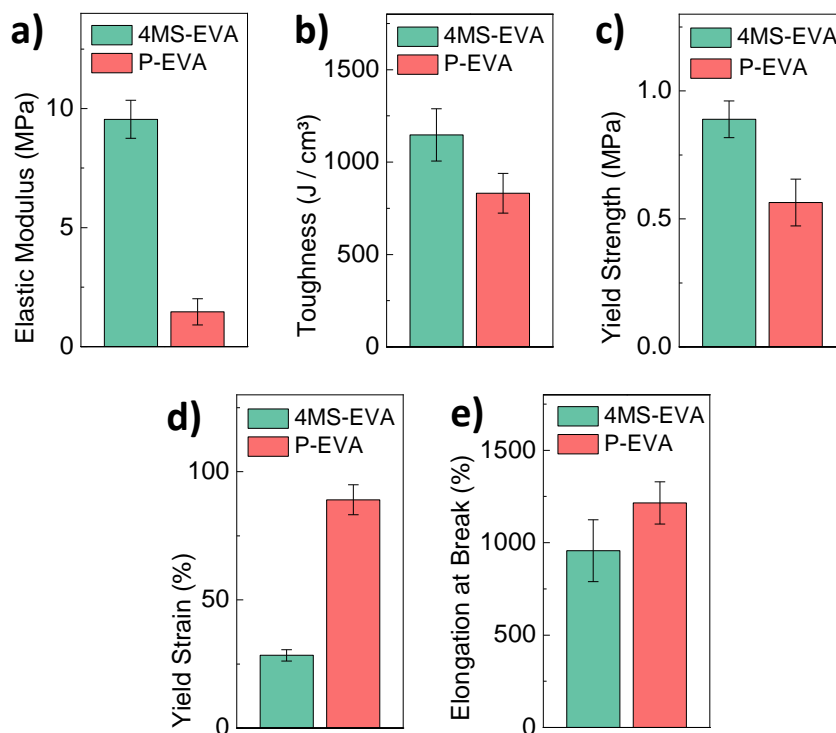 a)
4MS-EVA
P-EVA
Elastic Modulus (MPa)
10
5
0
b)
4MS-EVA
P-EVA
Toughness (J / cm³)
1500
1000
500
0
c)
4MS-EVA
P-EVA
Yield Strength (MPa)
1.0
0.5
0.0
d)
4MS-EVA
P-EVA
Yield Strain (%)
100
50
0
e)
4MS-EVA
P-EVA
Elongation at Break (%)
1500
1000
500
0